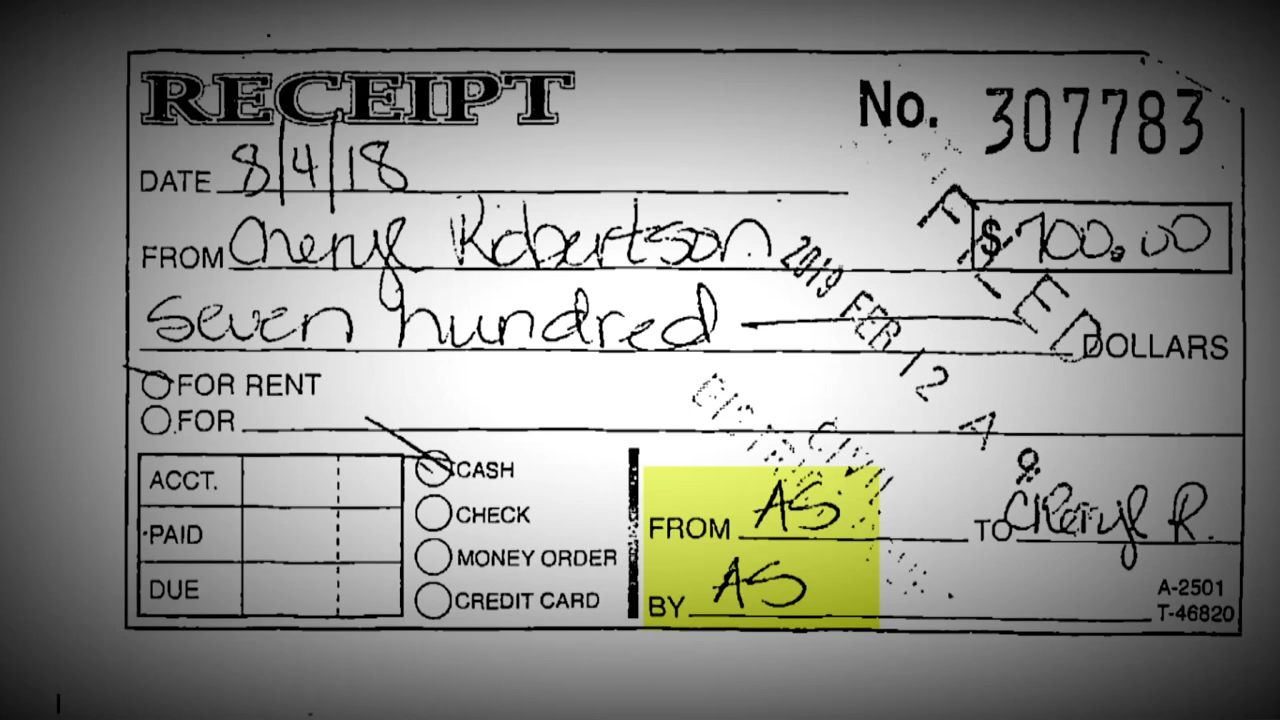 RECEIPT
No. 307783
DATE 8/4/18
FROM Cheryl Robertson $ 700.00
seven hundred DOLLARS
FILED
2019 FEB 12 A
FOR RENT
FOR
ACCT.
PAID
DUE
CASH
CHECK
MONEY ORDER
CREDIT CARD
FROM AS TO Cheryl R.
BY AS
A-2501
T-46820
CIVIL